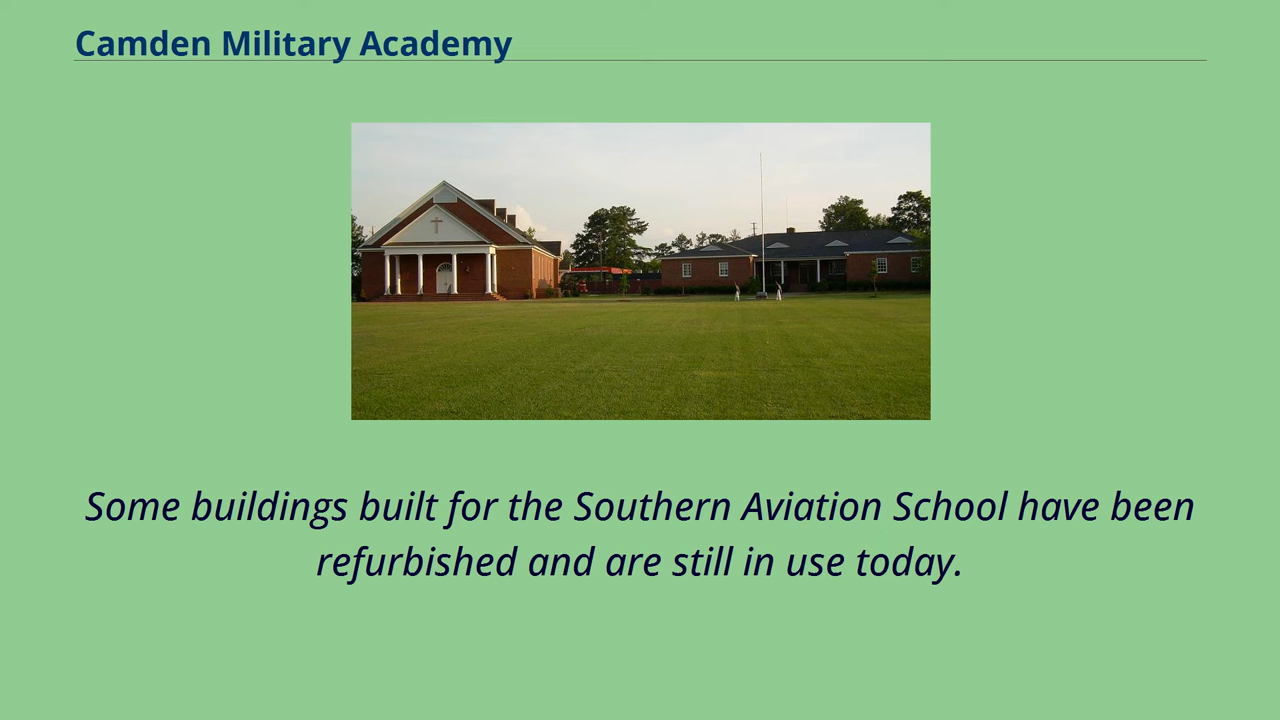 Camden Military Academy
Some buildings built for the Southern Aviation School have been
refurbished and are still in use today.